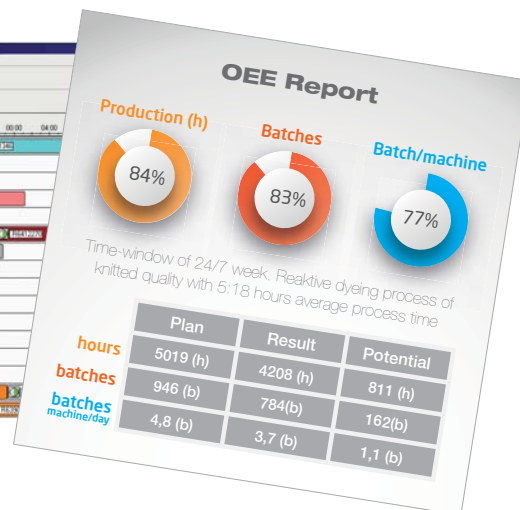 OEE Report
Production (h)
Batches
Batch/machine
84%
83%
77%
Time-window of 24/7 week. Reaktive dyeing process of
knitted quality with 5:18 hours average process time
Plan Result Potential
hours 5019 (h) 4208 (h) 811 (h)
batches 946 (b) 784(b) 162(b)
batches
machine/day 4,8 (b) 3,7 (b) 1,1 (b)
00:00 04:00